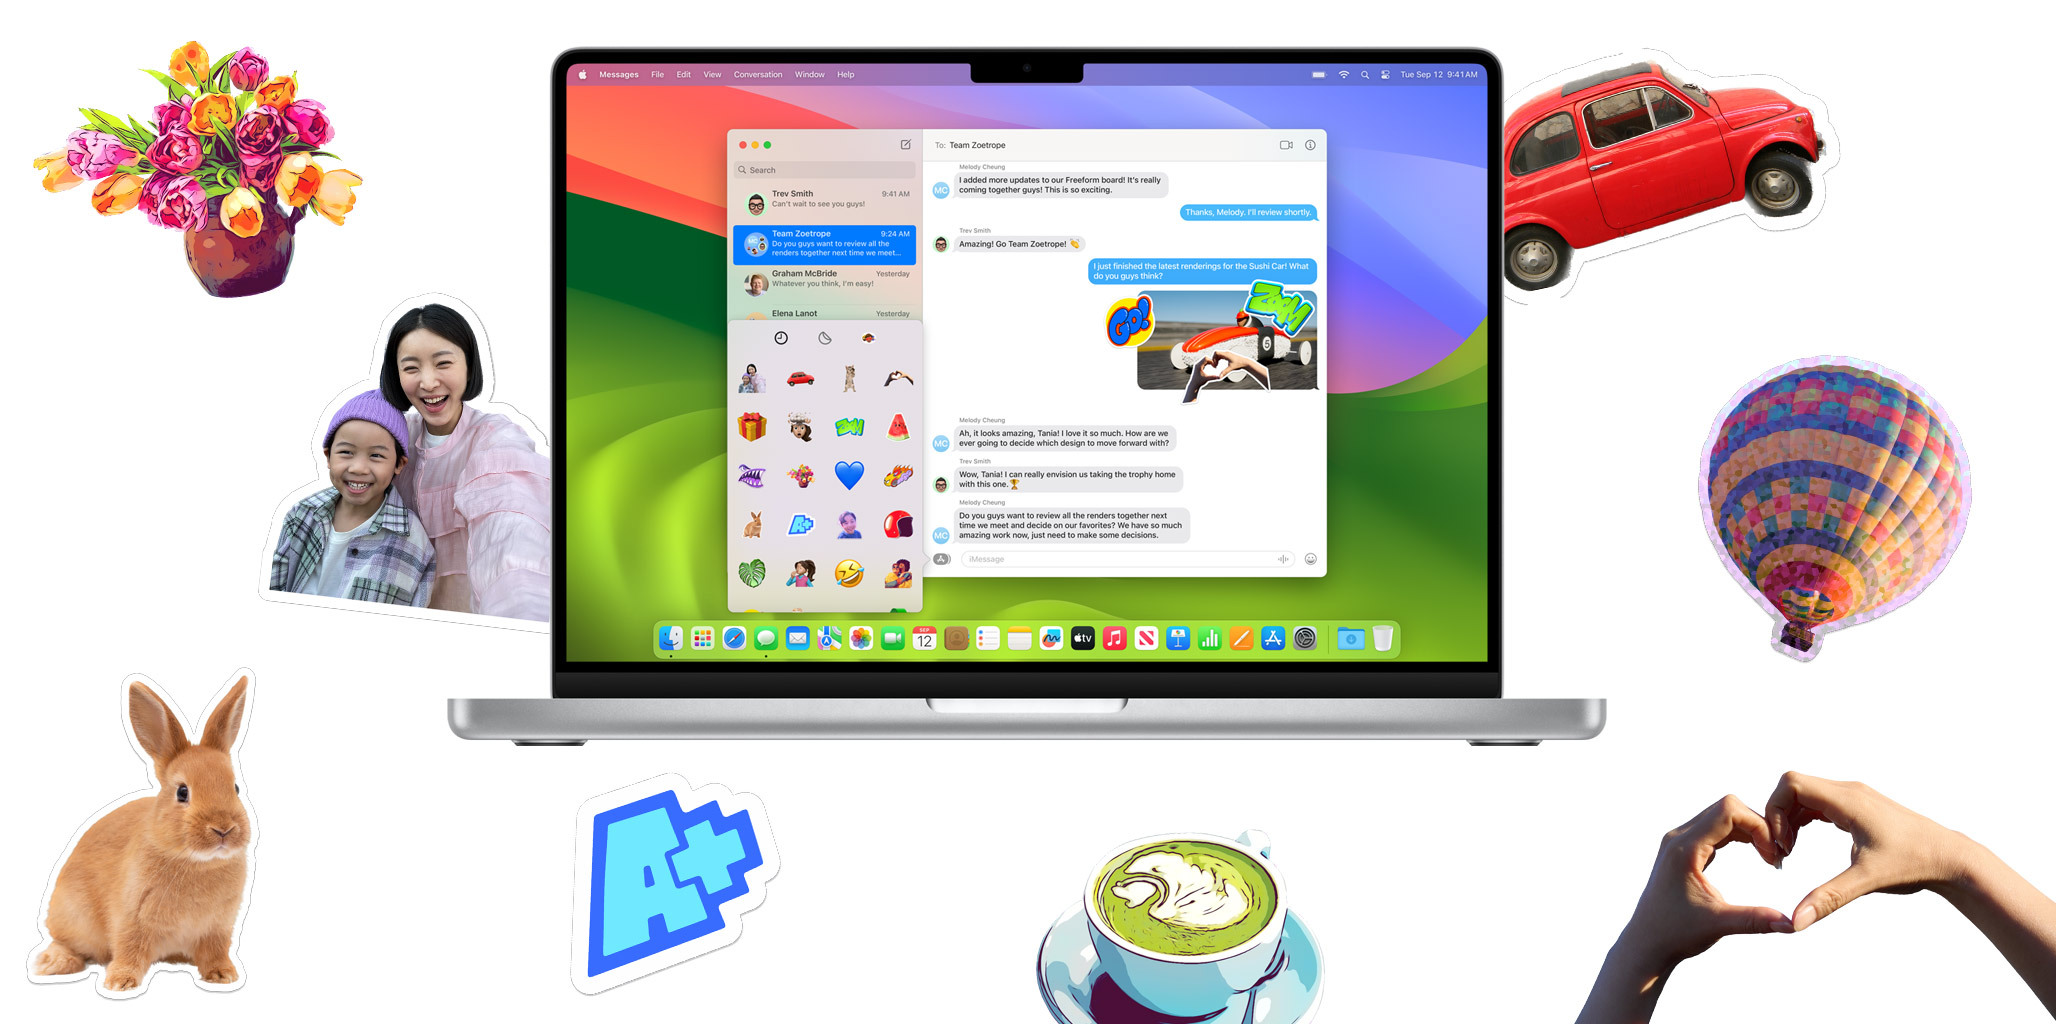 Messages File Edit View Conversation Window Help
Tue Sep 12 9:41 AM
Search
Trev Smith 9:41 AM
Can't wait to see you guys!
Team Zoetrope 9:24 AM
Do you guys want to review all the
renders together next time we meet...
Graham McBride Yesterday
Whatever you think, I'm easy!
Elena Lanot Yesterday
ZOOM
A+
To: Team Zoetrope
Melody Cheung
I added more updates to our Freeform board! It's really
coming together guys! This is so exciting.
MC
Thanks, Melody. I'll review shortly.
Trev Smith
Amazing! Go Team Zoetrope! 👏
I just finished the latest renderings for the Sushi Car! What
do you guys think?
GO!
ZOOM
5
Melody Cheung
Ah, it looks amazing, Tania! I love it so much. How are we
ever going to decide which design to move forward with?
MC
Trev Smith
Wow, Tania! I can really envision us taking the trophy home
with this one. 🏆
Melody Cheung
Do you guys want to review all the renders together next
time we meet and decide on our favorites? We have so much
amazing work now, just need to make some decisions.
MC
iMessage
SEP
12
tv
A+